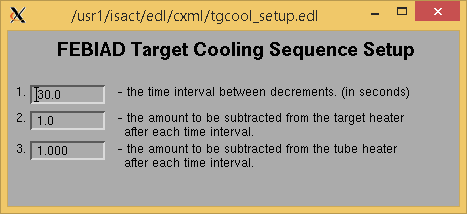 /usr1/isact/edl/cxml/tgcool_setup.edl
FEBIAD Target Cooling Sequence Setup
1. 30.0 - the time interval between decrements. (in seconds)
2. 1.0 - the amount to be subtracted from the target heater
after each time interval.
3. 1.000 - the amount to be subtracted from the tube heater
after each time interval.